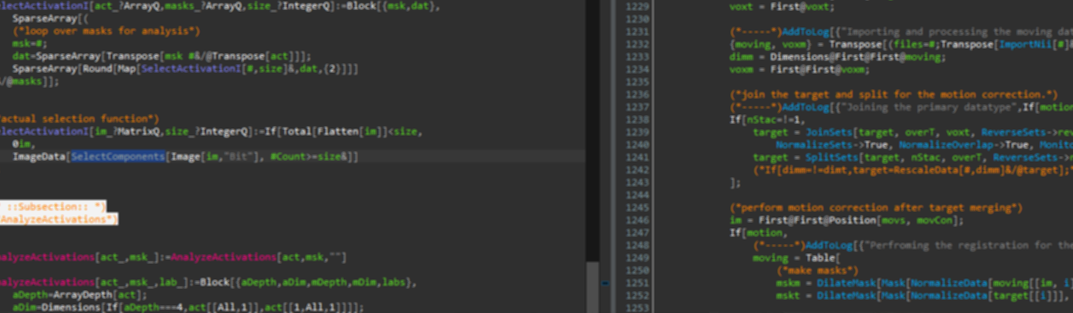 electActivationI[act_?ArrayQ,masks_?ArrayQ,size_?IntegerQ]:=Block[{msk,dat},
SparseArray[(
(*loop over masks for analysis*)
msk=#;
dat=SparseArray[Transpose[msk #&/@Transpose[act]]];
SparseArray[Round[Map[SelectActivationI[#,size]&,dat,{2}]]]
/@masks]];
actual selection function*)
electActivationI[im_?MatrixQ,size_?IntegerQ]:=If[Total[Flatten[im]]<size,
0im,
ImageData[SelectComponents[Image[im,"Bit"], #Count>=size&]]
::Subsection:: *)
AnalyzeActivations*)
nalyzeActivations[act_,msk_]:=AnalyzeActivations[act,msk,""]
nalyzeActivations[act_,msk_,lab_]:=Block[{aDepth,aDim,mDepth,mDim,labs},
aDepth=ArrayDepth[act];
aDim=Dimensions[If[aDepth===4,act[[All,1]],act[[1,All,1]]]];
1229 voxt = First@voxt;
1230
1231 (*-----*)AddToLog[{"Importing and processing the moving dat
1232 {moving, voxm} = Transpose[(files=#;Transpose[ImportNii[#]&
1233 dimm = Dimensions@First@First@moving;
1234 voxm = First@First@voxm;
1235
1236 (*join the target and split for the motion correction.*)
1237 (*-----*)AddToLog[{"Joining the primary datatype",If[motion
1238 If[nStac=!=1,
1239 target = JoinSets[target, overT, voxt, ReverseSets->rev
1240 NormalizeSets->True, NormalizeOverlap->True, Monito
1241 target = SplitSets[target, nStac, overT, ReverseSets->r
1242 (*If[dimm=!=dimt,target=RescaleData[#,dimm]&/@target];*
1243 ];
1244
1245 (*perform motion correction after target merging*)
1246 im = First@First@Position[movs, movCon];
1247 If[motion,
1248 (*-----*)AddToLog[{"Perfroming the registration for the
1249 moving = Table[
1250 (*make masks*)
1251 mskm = DilateMask[Mask[NormalizeData[moving[[im, i]
1252 mskt = DilateMask[Mask[NormalizeData[target[[i]]],
1253